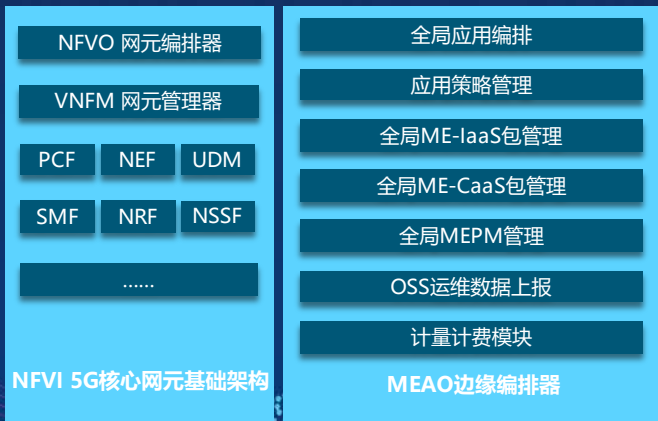 NFVO 网元编排器
VNFM 网元管理器
PCF NEF UDM
SMF NRF NSSF
......
NFVI 5G核心网元基础架构
全局应用编排
应用策略管理
全局ME-IaaS包管理
全局ME-CaaS包管理
全局MEPM管理
OSS运维数据上报
计量计费模块
MEAO边缘编排器